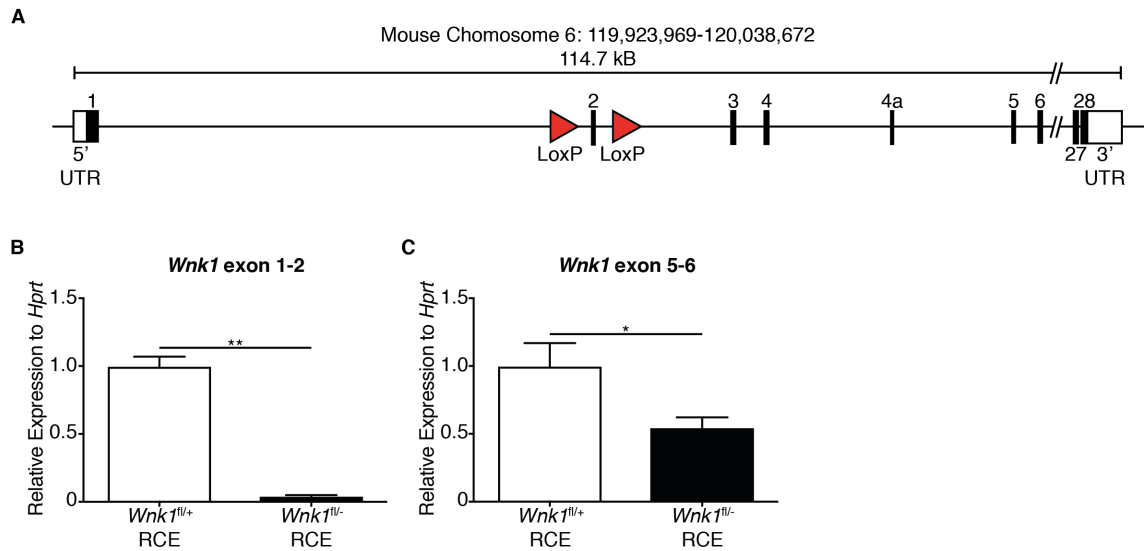 A
Mouse Chomosome 6: 119,923,969-120,038,672
114.7 kB
1 2 3 4 4a 5 6 28
LoxP LoxP
5’ 27 3’
UTR UTR
B
Wnk1 exon 1-2
Relative Expression to Hprt
1.5
1.0
0.5
0
**
Wnk1fl/+ Wnk1fl/-
RCE RCE
C
Wnk1 exon 5-6
Relative Expression to Hprt
1.5
1.0
0.5
0
*
Wnk1fl/+ Wnk1fl/-
RCE RCE